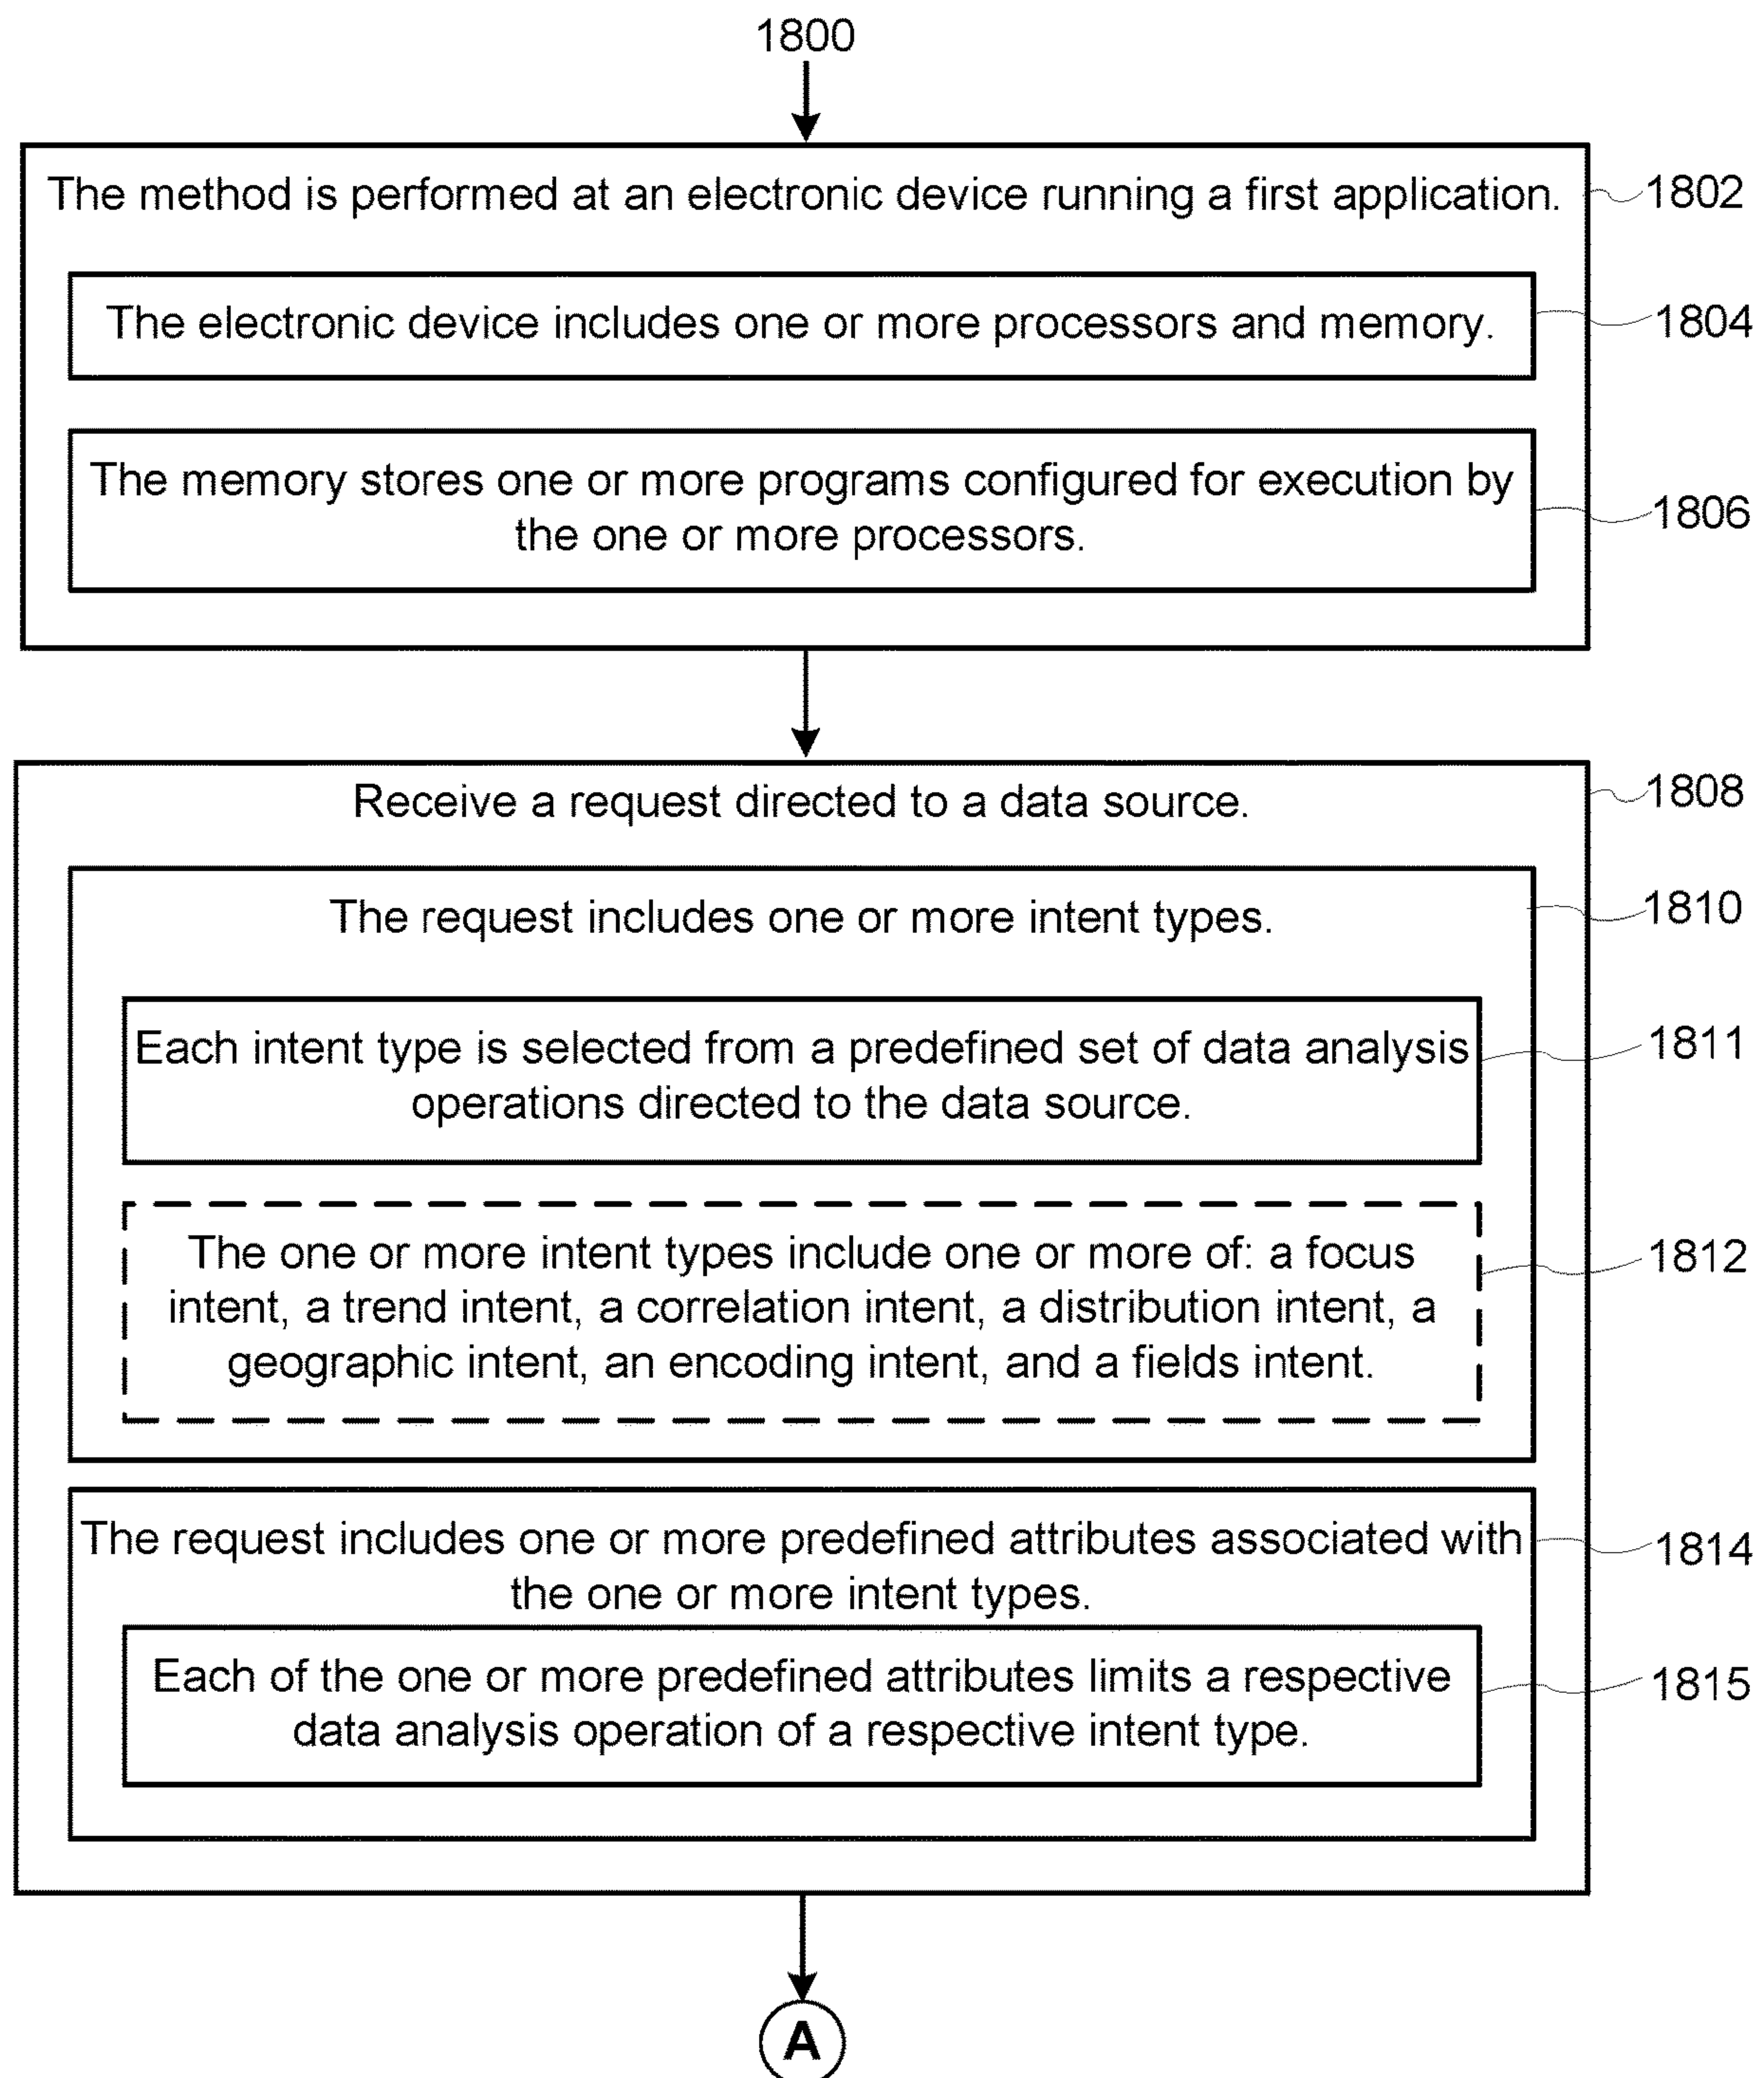 1800
The method is performed at an electronic device running a first application.
1802
The electronic device includes one or more processors and memory.
1804
The memory stores one or more programs configured for execution by
the one or more processors.
1806
Receive a request directed to a data source.
1808
The request includes one or more intent types.
1810
Each intent type is selected from a predefined set of data analysis
operations directed to the data source.
1811
The one or more intent types include one or more of: a focus
intent, a trend intent, a correlation intent, a distribution intent, a
geographic intent, an encoding intent, and a fields intent.
1812
The request includes one or more predefined attributes associated with
the one or more intent types.
1814
Each of the one or more predefined attributes limits a respective
data analysis operation of a respective intent type.
1815
A